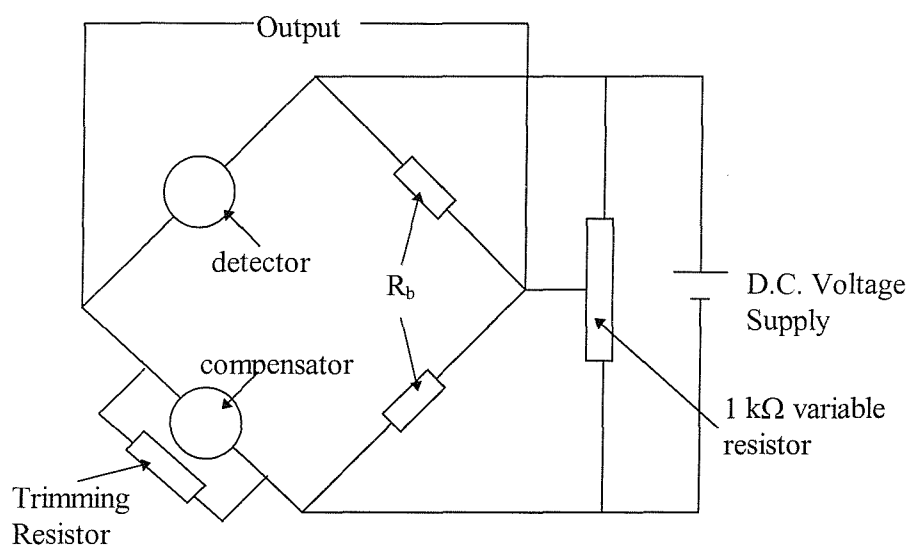 Output
detector
R_b
D.C. Voltage
Supply
compensator
1 kΩ variable
resistor
Trimming
Resistor